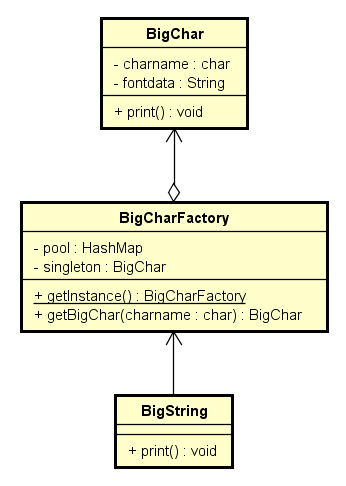 BigChar
- charname : char
- fontdata : String
+ print() : void
BigCharFactory
- pool : HashMap
- singleton : BigChar
+ getInstance() : BigCharFactory
+ getBigChar(charname : char) : BigChar
BigString
+ print() : void